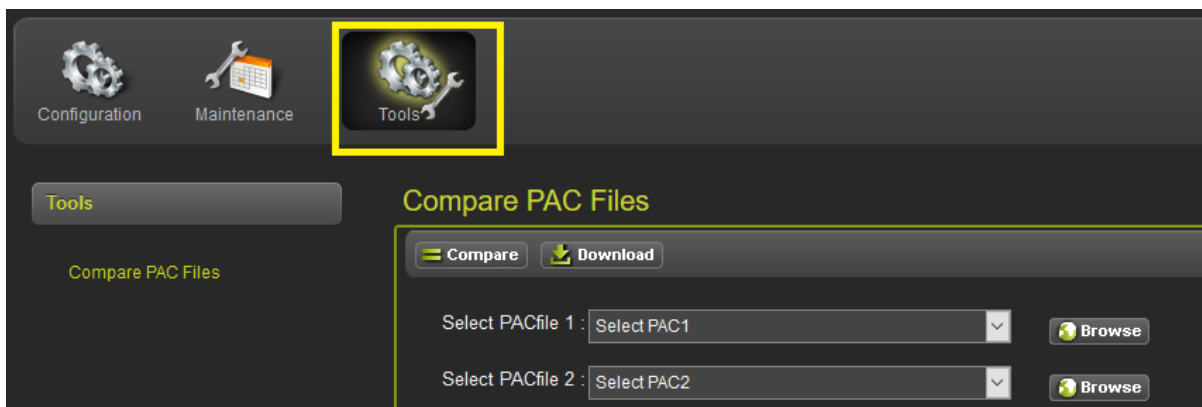 Configuration Maintenance Tools
Tools
Compare PAC Files
Compare PAC Files
Compare Download
Select PACfile 1 : Select PAC1 Browse
Select PACfile 2 : Select PAC2 Browse